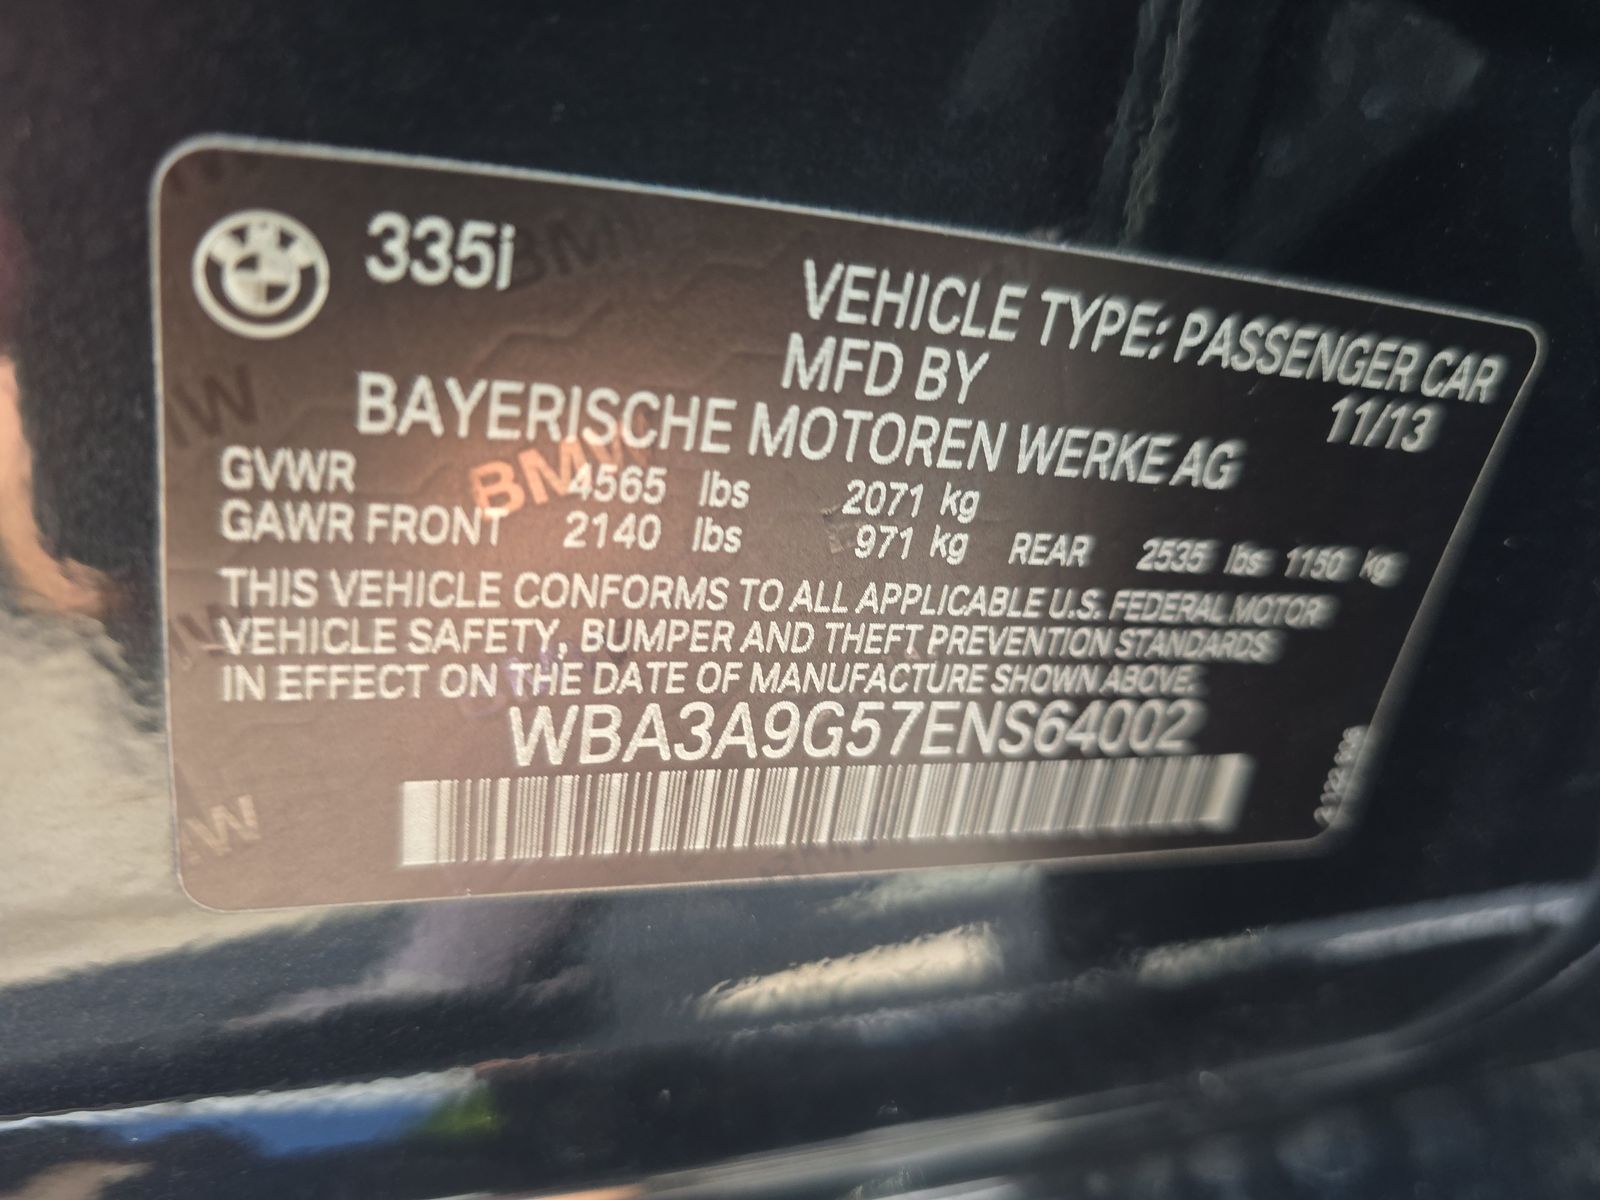 335i
VEHICLE TYPE: PASSENGER CAR
MFD BY
11/13
BAYERISCHE MOTOREN WERKE AG
GVWR 4565 lbs 2071 kg
GAWR FRONT 2140 lbs 971 kg REAR 2535 lbs 1150 kg
THIS VEHICLE CONFORMS TO ALL APPLICABLE U.S. FEDERAL MOTOR
VEHICLE SAFETY, BUMPER AND THEFT PREVENTION STANDARDS
IN EFFECT ON THE DATE OF MANUFACTURE SHOWN ABOVE.
WBA3A9G57ENS64002
BMW
BMW